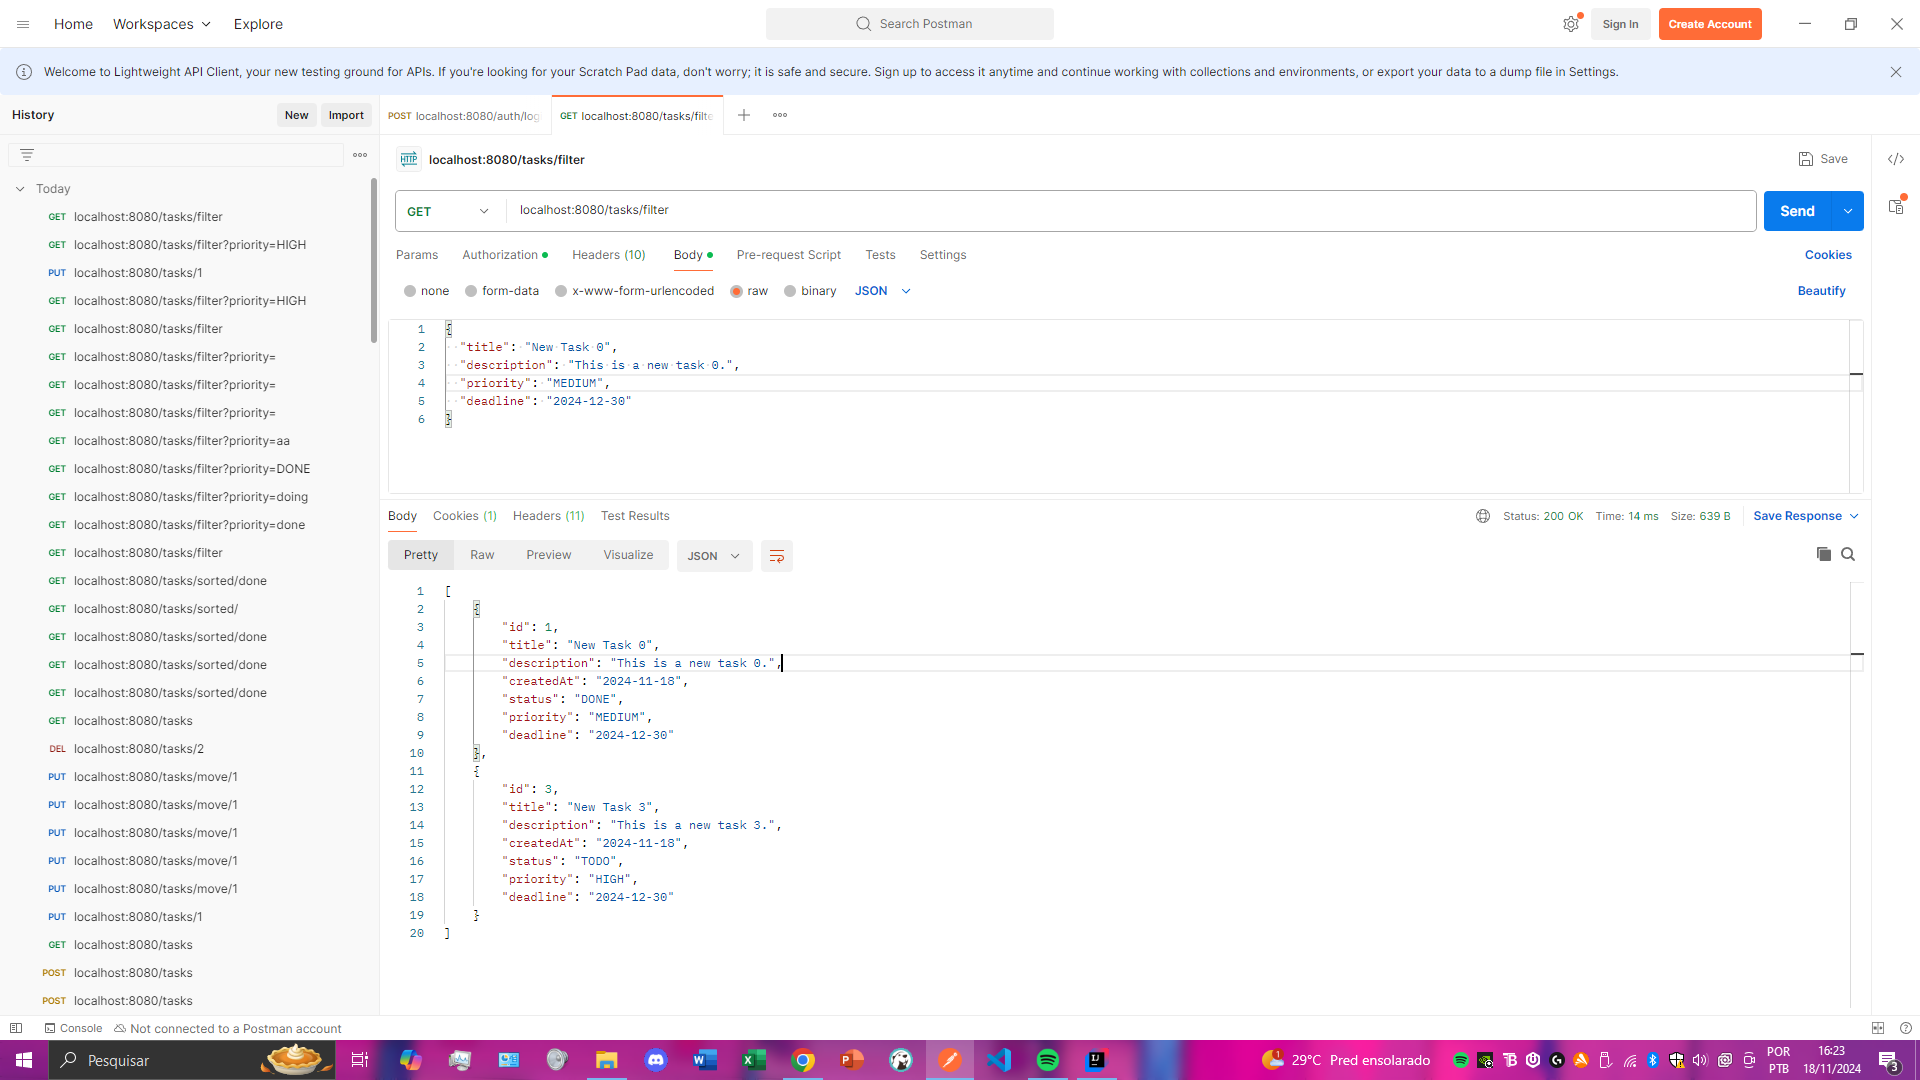 Home Workspaces Explore Search Postman Sign In Create Account
Welcome to Lightweight API Client, your new testing ground for APIs. If you're looking for your Scratch Pad data, don't worry; it is safe and secure. Sign up to access it anytime and continue working with collections and environments, or export your data to a dump file in Settings.
History New Import
POST localhost:8080/auth/log GET localhost:8080/tasks/filte
Today
GET localhost:8080/tasks/filter
GET localhost:8080/tasks/filter?priority=HIGH
PUT localhost:8080/tasks/1
GET localhost:8080/tasks/filter?priority=HIGH
GET localhost:8080/tasks/filter
GET localhost:8080/tasks/filter?priority=
GET localhost:8080/tasks/filter?priority=
GET localhost:8080/tasks/filter?priority=
GET localhost:8080/tasks/filter?priority=aa
GET localhost:8080/tasks/filter?priority=DONE
GET localhost:8080/tasks/filter?priority=doing
GET localhost:8080/tasks/filter?priority=done
GET localhost:8080/tasks/filter
GET localhost:8080/tasks/sorted/done
GET localhost:8080/tasks/sorted/
GET localhost:8080/tasks/sorted/done
GET localhost:8080/tasks/sorted/done
GET localhost:8080/tasks/sorted/done
GET localhost:8080/tasks
DEL localhost:8080/tasks/2
PUT localhost:8080/tasks/move/1
PUT localhost:8080/tasks/move/1
PUT localhost:8080/tasks/move/1
PUT localhost:8080/tasks/move/1
PUT localhost:8080/tasks/move/1
PUT localhost:8080/tasks/1
GET localhost:8080/tasks
POST localhost:8080/tasks
POST localhost:8080/tasks
HTTP localhost:8080/tasks/filter Save
GET localhost:8080/tasks/filter Send
Params Authorization Headers (10) Body Pre-request Script Tests Settings Cookies
none form-data x-www-form-urlencoded raw binary JSON Beautify
1 {
2 "title": "New Task 0",
3 "description": "This is a new task 0.",
4 "priority": "MEDIUM",
5 "deadline": "2024-12-30"
6 }
Body Cookies (1) Headers (11) Test Results Status: 200 OK Time: 14 ms Size: 639 B Save Response
Pretty Raw Preview Visualize JSON
1 [
2 {
3 "id": 1,
4 "title": "New Task 0",
5 "description": "This is a new task 0.",
6 "createdAt": "2024-11-18",
7 "status": "DONE",
8 "priority": "MEDIUM",
9 "deadline": "2024-12-30"
10 },
11 {
12 "id": 3,
13 "title": "New Task 3",
14 "description": "This is a new task 3.",
15 "createdAt": "2024-11-18",
16 "status": "TODO",
17 "priority": "HIGH",
18 "deadline": "2024-12-30"
19 }
20 ]
Console Not connected to a Postman account
Pesquisar 29°C Pred ensolarado POR PTB 16:23 18/11/2024 3